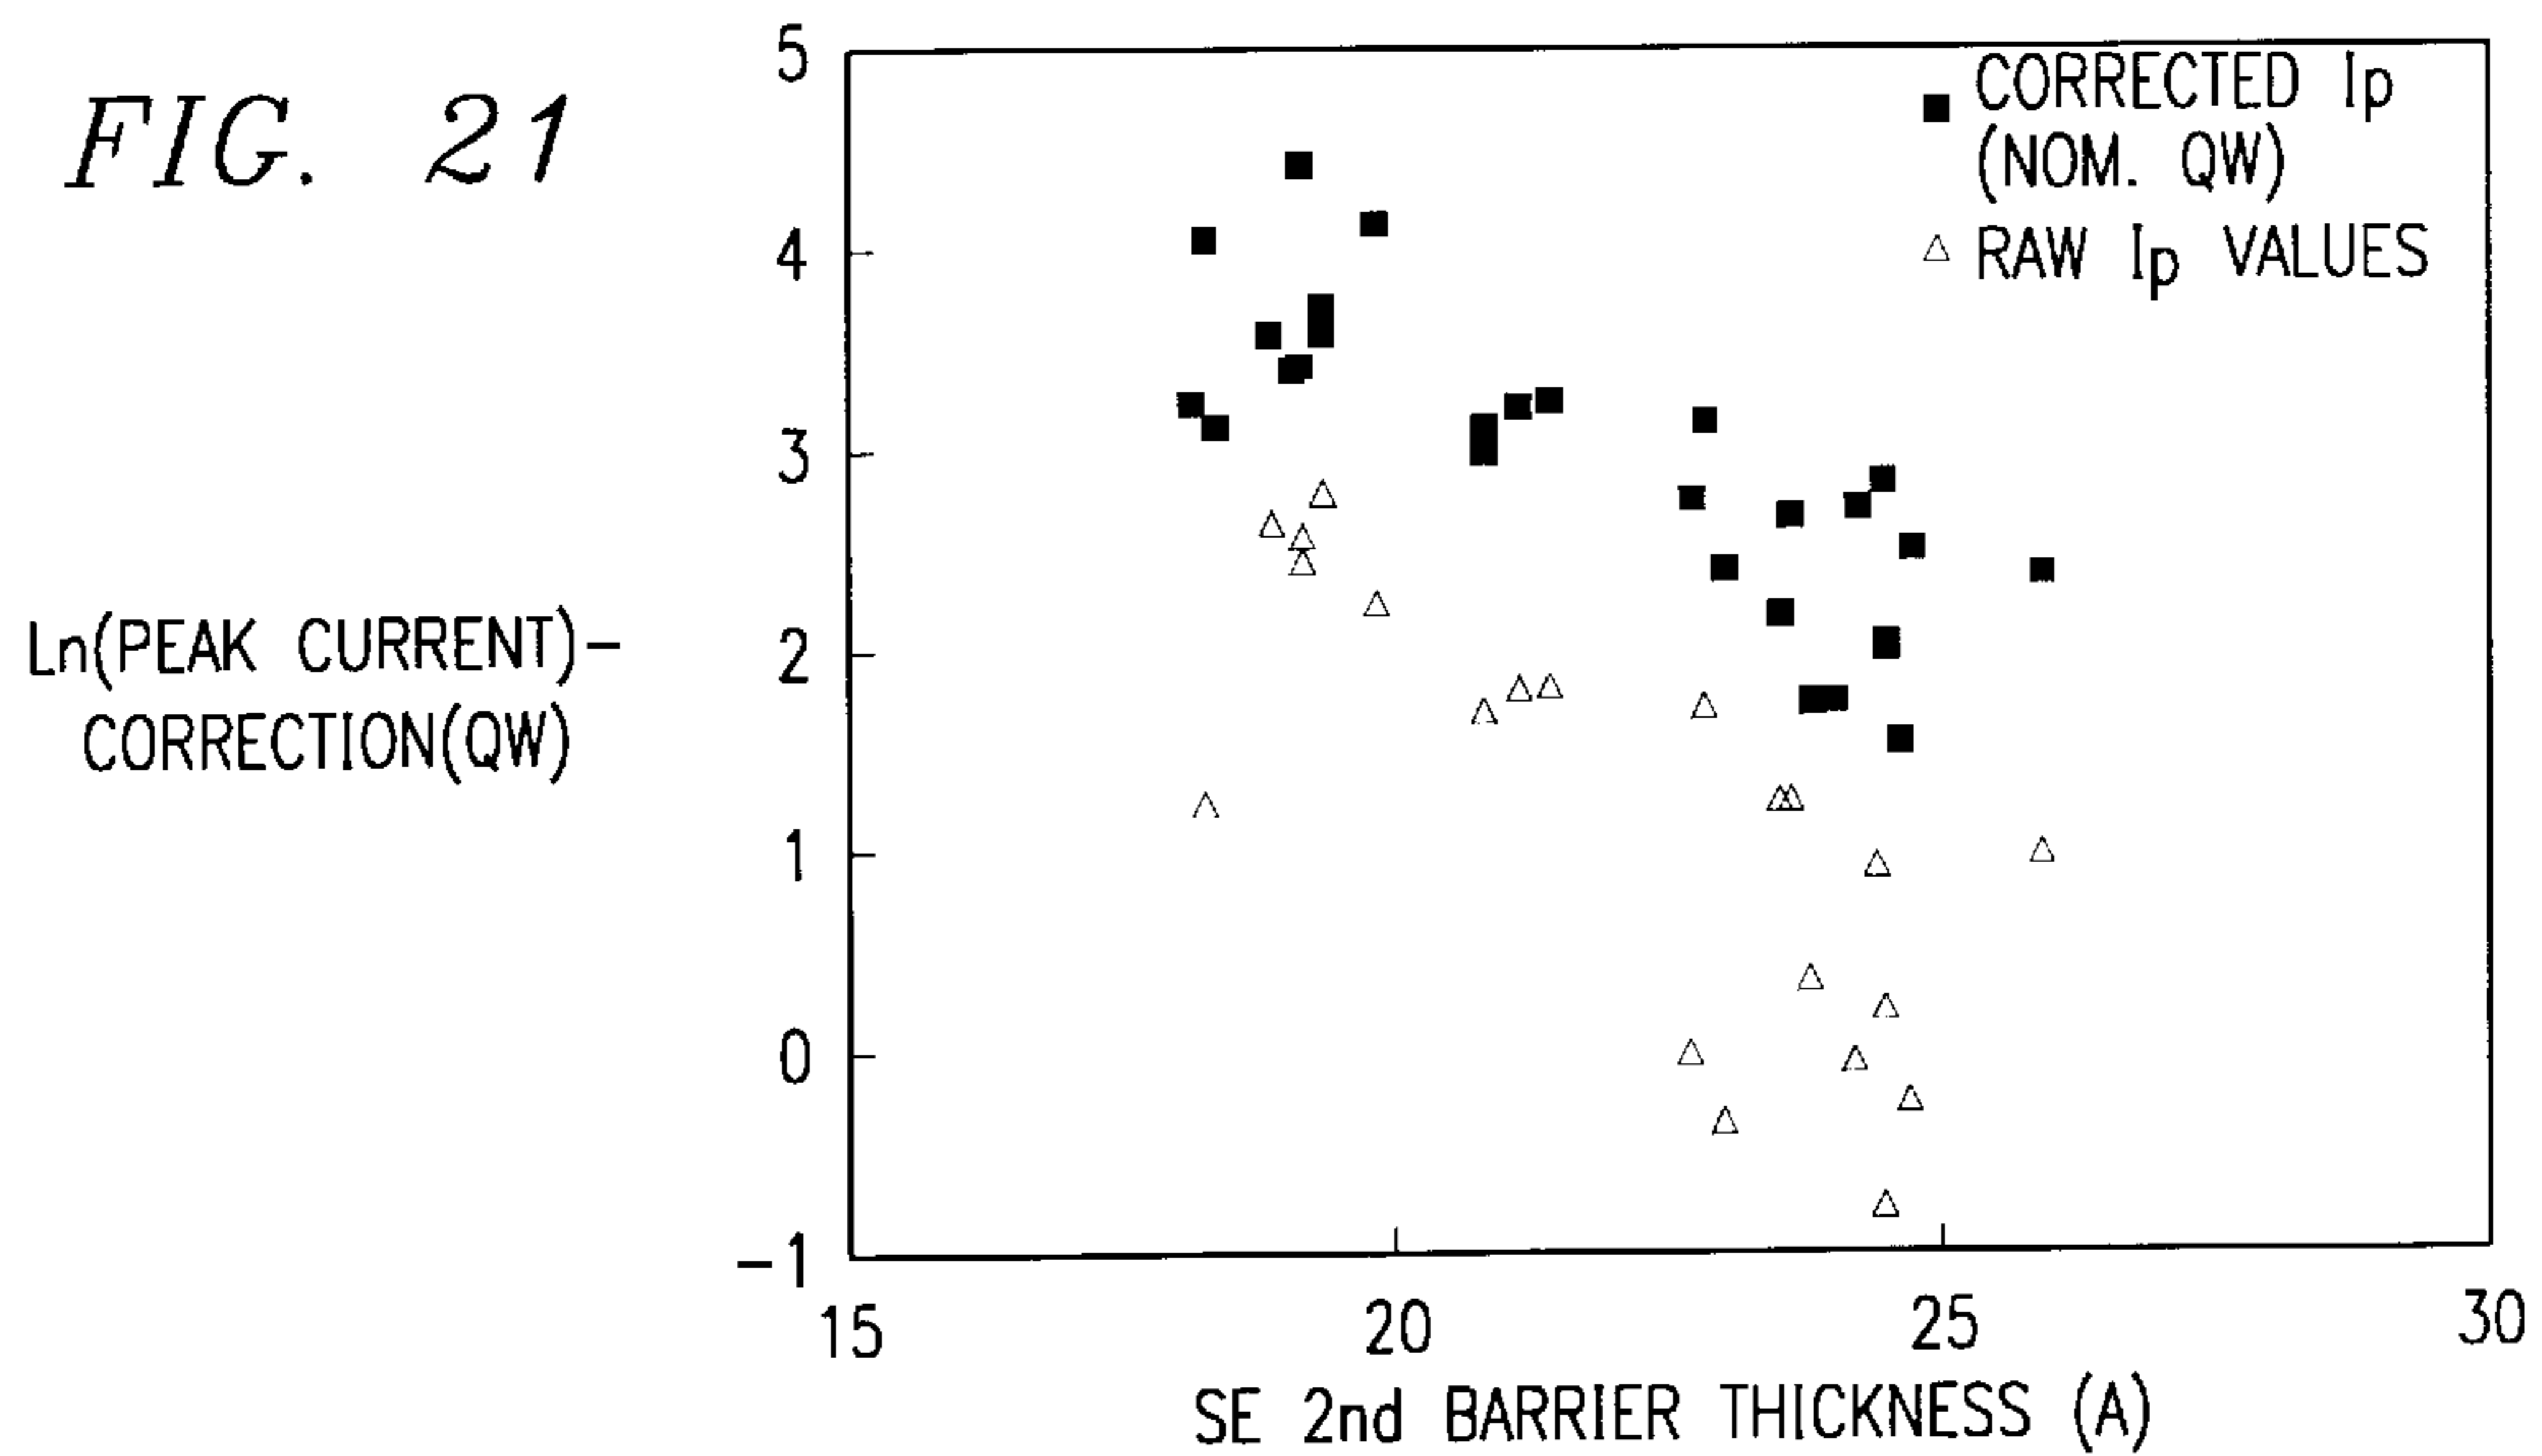 FIG. 21
5
4
3
2
1
0
-1
CORRECTED Ip
(NOM. QW)
RAW Ip VALUES
Ln(PEAK CURRENT)-
CORRECTION(QW)
15 20 25 30
SE 2nd BARRIER THICKNESS (A)